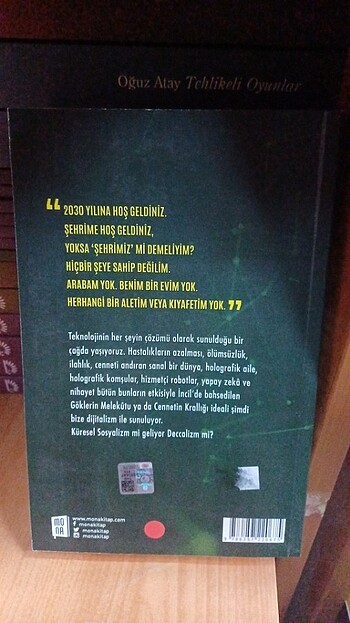 Oğuz Atay Tehlikeli Oyunlar
“ 2030 YILINA HOŞ GELDİNİZ.
ŞEHRİME HOŞ GELDİNİZ,
YOKSA ‘ŞEHRİMİZ’ Mİ DEMELİYİM?
HİÇBİR ŞEYE SAHİP DEĞİLİM.
ARABAM YOK. BENİM BİR EVİM YOK.
HERHANGİ BİR ALETİM VEYA KIYAFETİM YOK. ”
Teknolojinin her şeyin çözümü olarak sunulduğu bir
çağda yaşıyoruz. Hastalıkların azalması, ölümsüzlük,
ilahlık, cenneti andıran sanal bir dünya, holografik aile,
holografik komşular, hizmetçi robotlar, yapay zekâ ve
nihayet bütün bunların etkisiyle İncil'de bahsedilen
Göklerin Melekûtu ya da Cennetin Krallığı ideali şimdi
bize dijitalizm ile sunuluyor.
Küresel Sosyalizm mi geliyor Deccalizm mi?
MO
NA
www.monakitap.com
monakitap
monakitap
monakitap